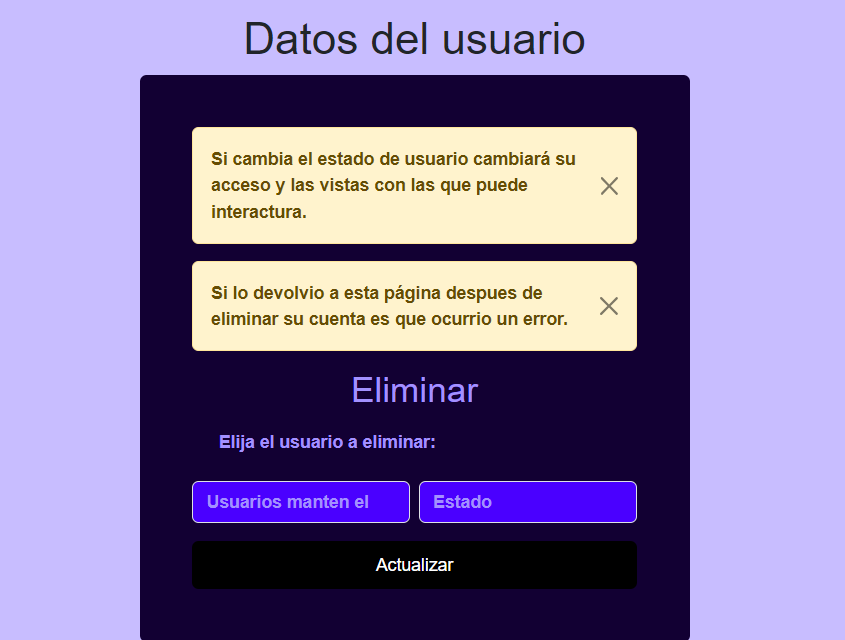 Datos del usuario
Si cambia el estado de usuario cambiará su
acceso y las vistas con las que puede
interactura.
Si lo devolvio a esta página despues de
eliminar su cuenta es que ocurrio un error.
Eliminar
Elija el usuario a eliminar:
Usuarios manten el
Estado
Actualizar